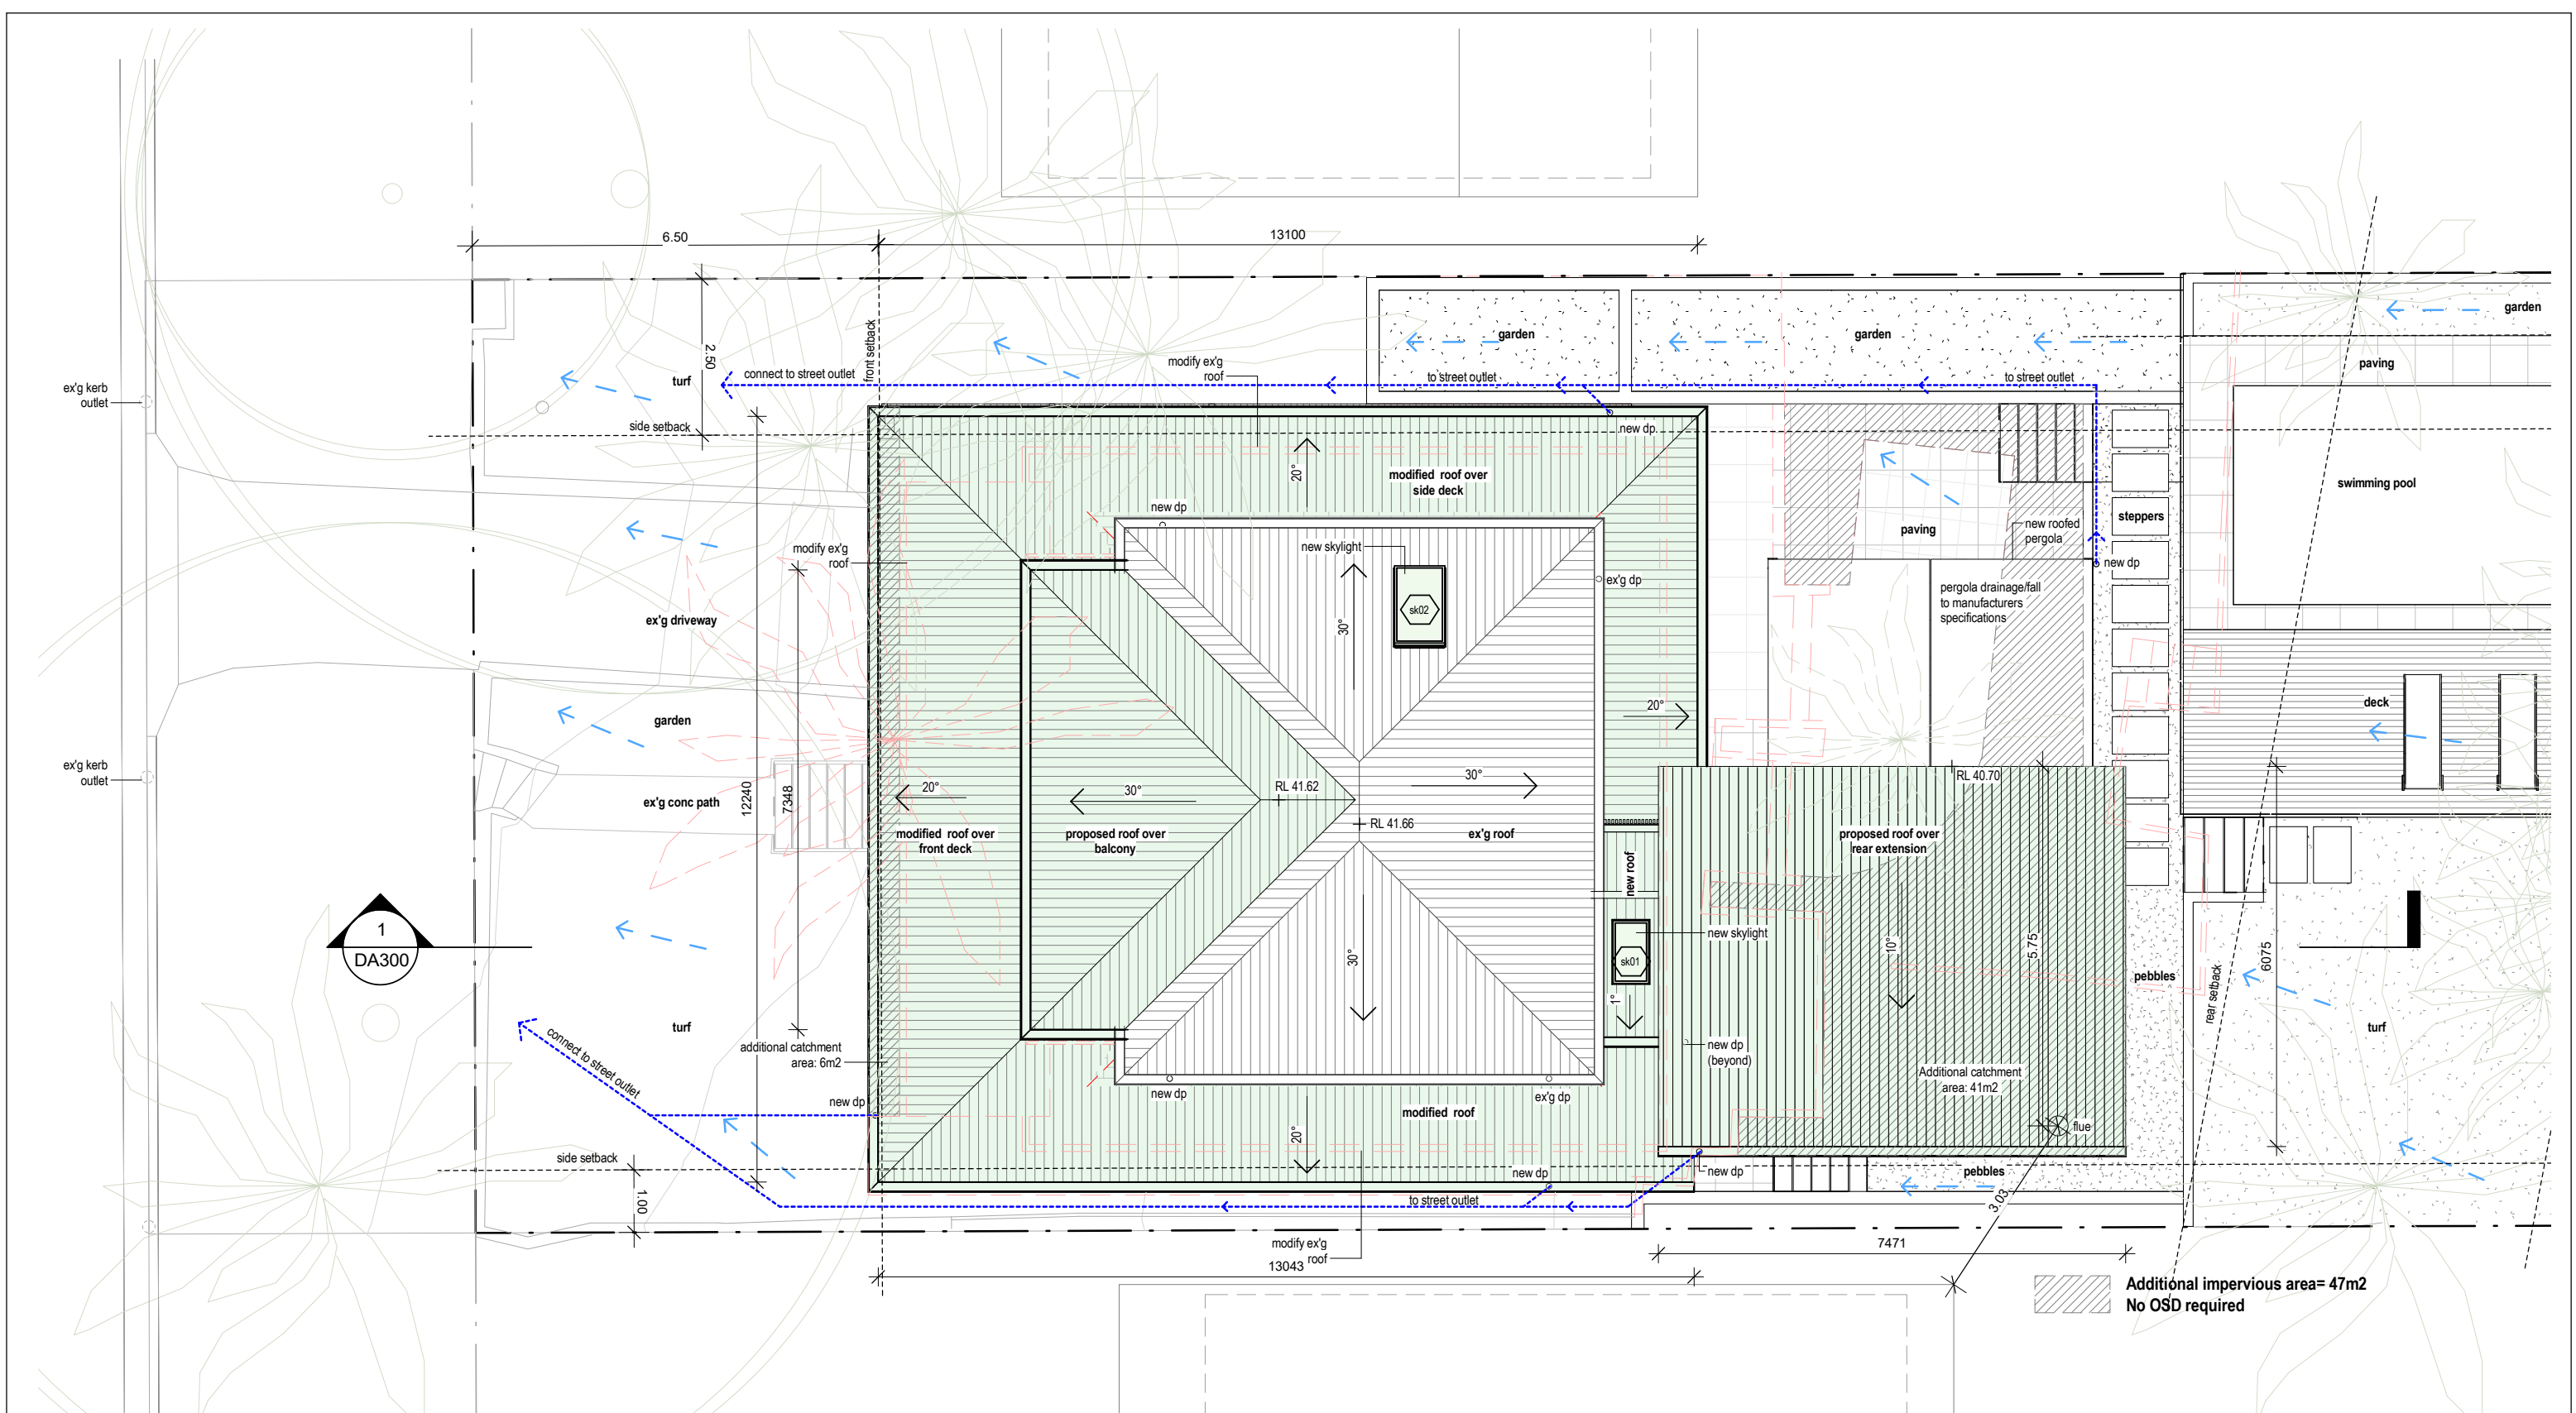 6.50
13100
garden
garden
garden
2.50
front setback
modify ex'g
roof
paving
ex'g kerb
outlet
turf
connect to street outlet
to street outlet
to street outlet
side setback
new dp
modified roof over
side deck
20°
swimming pool
new dp
steppers
new skylight
paving
new roofed
pergola
modify ex'g
roof
new dp
ex'g dp
sk02
pergola drainage/fall
to manufacturers
specifications
ex'g driveway
30°
20°
deck
garden
ex'g kerb
outlet
ex'g conc path
12240
7348
20°
30°
RL 41.62
30°
RL 40.70
RL 41.66
modified roof over
front deck
proposed roof over
balcony
ex'g roof
proposed roof over
rear extension
new roof
1
DA300
new skylight
sk01
30°
10°
5.75
6075
pebbles
rear setback
1°
turf
turf
connect to street outlet
additional catchment
area: 6m2
new dp
(beyond)
Additional catchment
area: 41m2
new dp
new dp
ex'g dp
modified roof
flue
20°
side setback
new dp
new dp
pebbles
1.00
to street outlet
3.03
modify ex'g
roof
7471
13043
Additional impervious area= 47m2
No OSD required